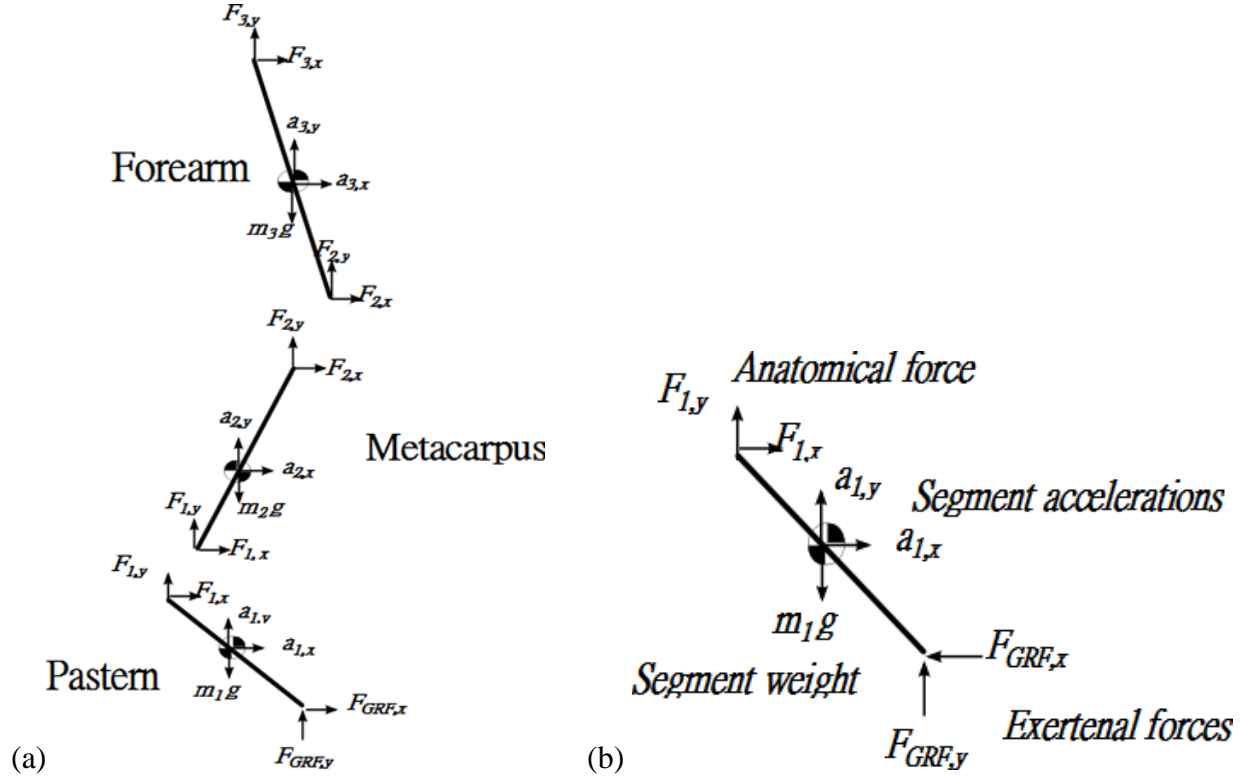 F3,y
F3,x
a3,y
Forearm
a3,x
m3g
F2,y
F2,x
F2,y
F2,x
a2,y
Metacarpus
a2,x
F1,y
m2g
F1,x
F1,y
F1,x
a1,y
a1,x
Pastern
m1g
FGRF,x
FGRF,y
(a)
Anatomical force
F1,y
F1,x
a1,y
Segment accelerations
a1,x
m1g
FGRF,x
Segment weight
Exertenal forces
FGRF,y
(b)